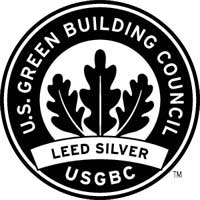 U.S. GREEN BUILDING COUNCIL
LEED SILVER
USGBC
TM